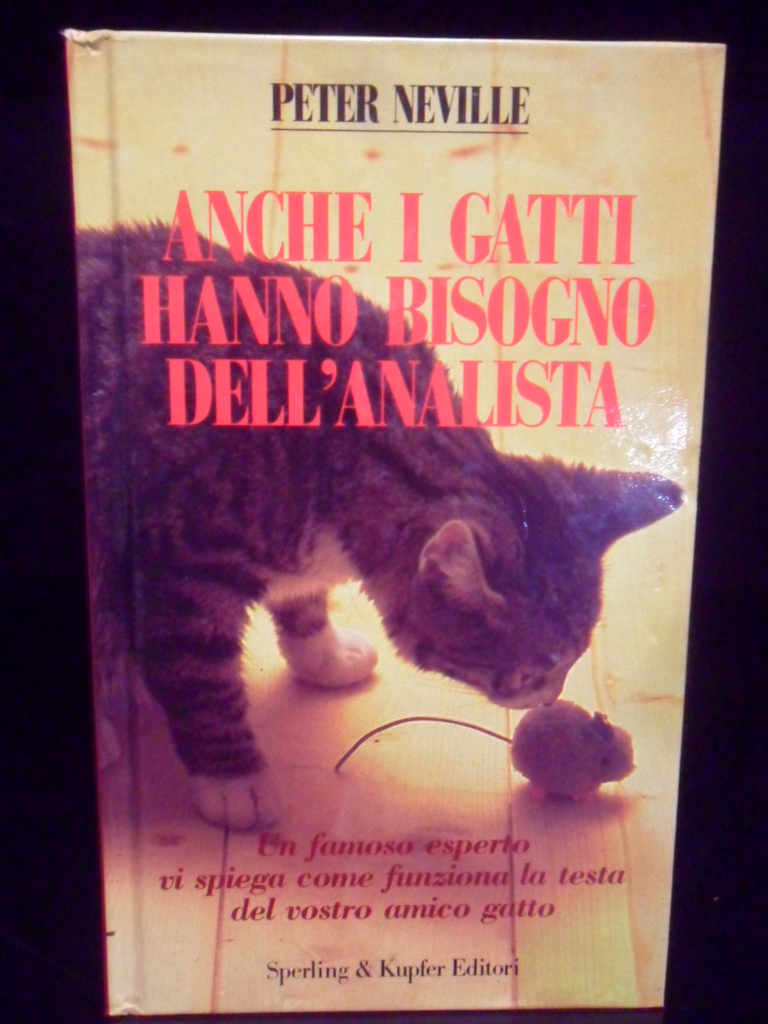 PETER NEVILLE
ANCHE I GATTI
HANNO BISOGNO
DELL'ANALISTA
Un famoso esperto
vi spiega come funziona la testa
del vostro amico gatto
Sperling & Kupfer Editori